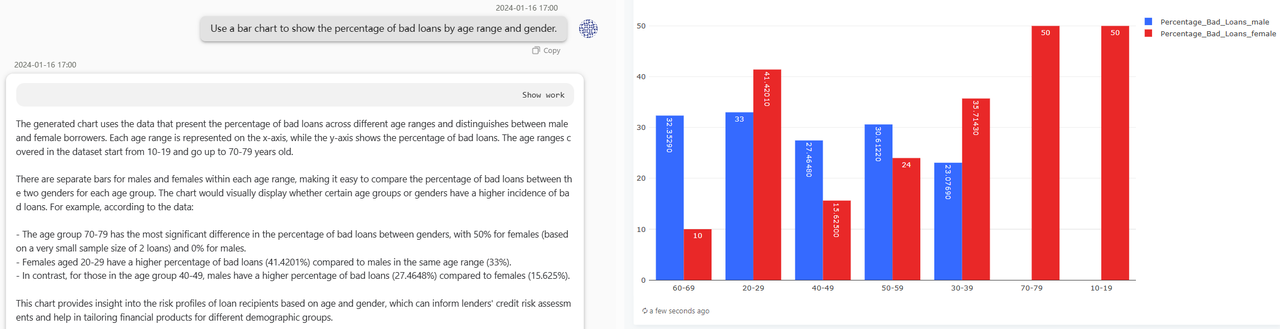 2024-01-16 17:00
Use a bar chart to show the percentage of bad loans by age range and gender.
Copy
2024-01-16 17:00
Show work
The generated chart uses the data that present the percentage of bad loans across different age ranges and distinguishes between male
and female borrowers. Each age range is represented on the x-axis, while the y-axis shows the percentage of bad loans. The age ranges c
overed in the dataset start from 10-19 and go up to 70-79 years old.
There are separate bars for males and females within each age range, making it easy to compare the percentage of bad loans between th
e two genders for each age group. The chart would visually display whether certain age groups or genders have a higher incidence of ba
d loans. For example, according to the data:
- The age group 70-79 has the most significant difference in the percentage of bad loans between genders, with 50% for females (based
on a very small sample size of 2 loans) and 0% for males.
- Females aged 20-29 have a higher percentage of bad loans (41.4201%) compared to males in the same age range (33%).
- In contrast, for those in the age group 40-49, males have a higher percentage of bad loans (27.4648%) compared to females (15.625%).
This chart provides insight into the risk profiles of loan recipients based on age and gender, which can inform lenders' credit risk assessm
ents and help in tailoring financial products for different demographic groups.
Percentage_Bad_Loans_male
Percentage_Bad_Loans_female
50
40
30
20
10
0
32.35290
10
33
41.42010
27.46480
15.62500
30.61220
24
23.07690
35.71430
50
50
60-69
20-29
40-49
50-59
30-39
70-79
10-19
a few seconds ago